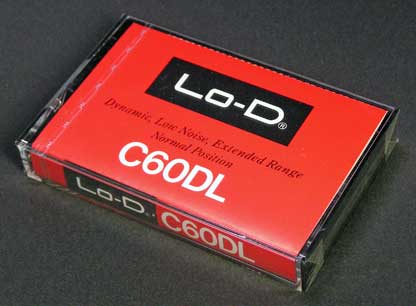 Lo-D®
Dynamic, Low Noise, Extended Range
Normal Position
C60DL
Lo-D. C60DL